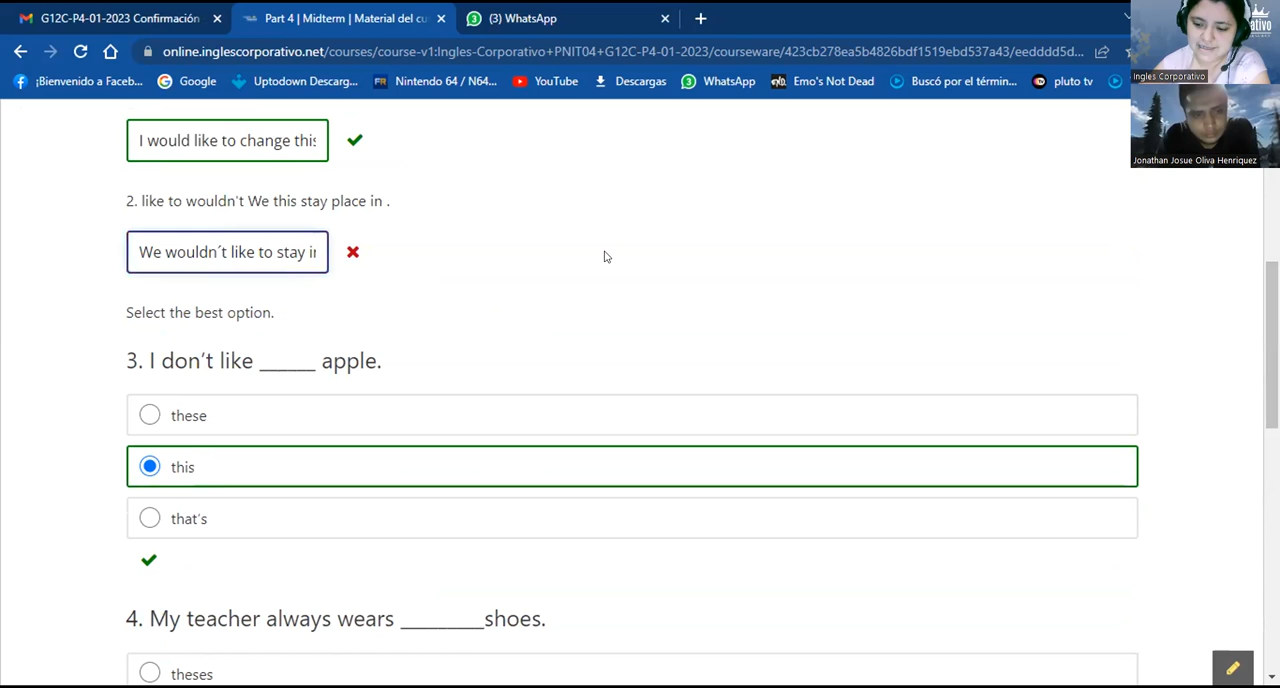 G12C-P4-01-2023 Confirmación
Part 4 | Midterm | Material del cu
(3) WhatsApp
online.inglescorporativo.net/courses/course-v1:Ingles-Corporativo+PNIT04+G12C-P4-01-2023/courseware/423cb278ea5b4826bdf1519ebd537a43/eedddd5d...
¡Bienvenido a Faceb...
Google
Uptodown Descarg...
Nintendo 64 / N64...
YouTube
Descargas
WhatsApp
Emo's Not Dead
Buscó por el términ...
pluto tv
Ingles Corporativo
Jonathan Josue Oliva Henriquez
I would like to change this
2. like to wouldn't We this stay place in .
We wouldn´t like to stay in
Select the best option.
3. I don't like ______ apple.
these
this
that's
4. My teacher always wears _________shoes.
theses